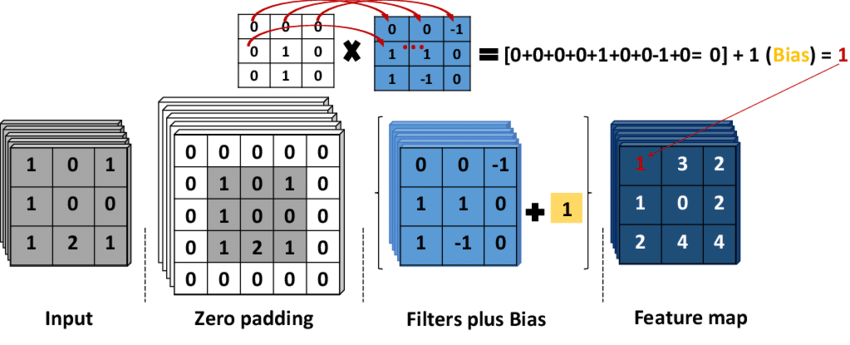 0 0 0
0 1 0
0 1 0
0 0 -1
1 1 0
1 -1 0
...
= [0+0+0+0+1+0+0-1+0= 0] + 1 (Bias) = 1
1 0 1
1 0 0
1 2 1
0 0 0 0 0
0 1 0 1 0
0 1 0 0 0
0 1 2 1 0
0 0 0 0 0
0 0 -1
1 1 0
1 -1 0
+ 1
1 3 2
1 0 2
2 4 4
Input
Zero padding
Filters plus Bias
Feature map